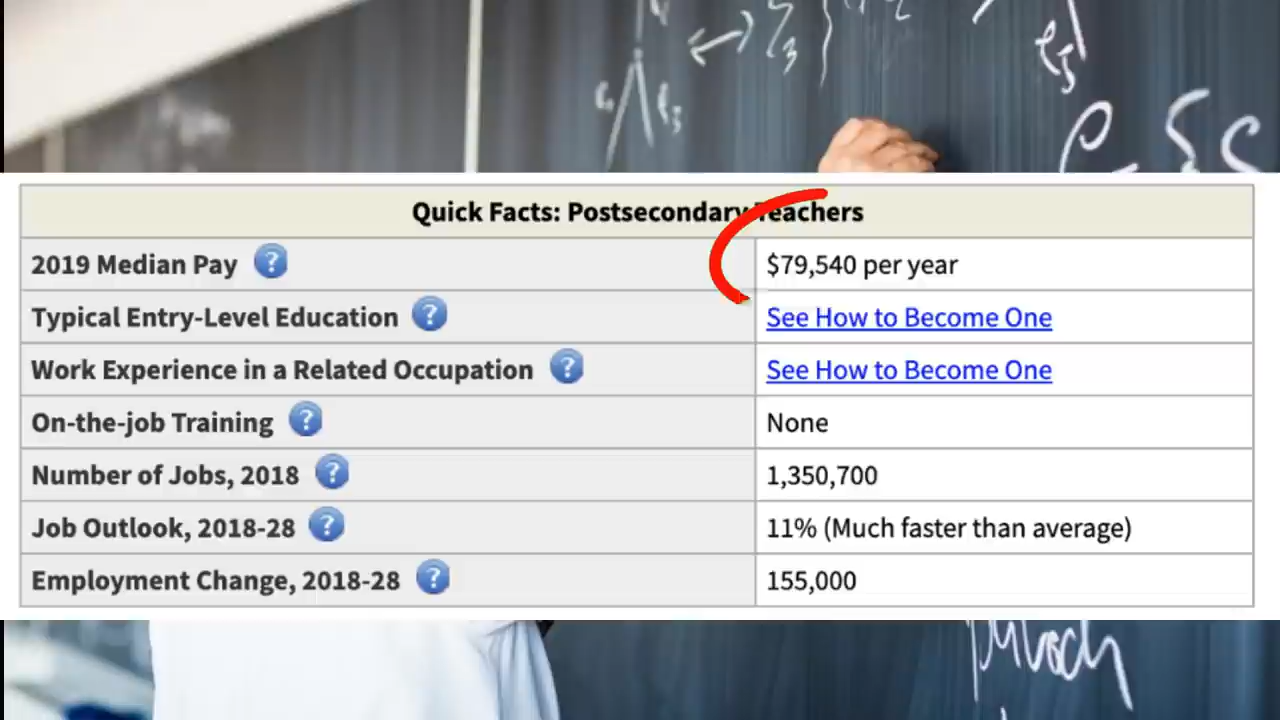 Quick Facts: Postsecondary Teachers
2019 Median Pay ? $79,540 per year
Typical Entry-Level Education ? See How to Become One
Work Experience in a Related Occupation ? See How to Become One
On-the-job Training ? None
Number of Jobs, 2018 ? 1,350,700
Job Outlook, 2018-28 ? 11% (Much faster than average)
Employment Change, 2018-28 ? 155,000